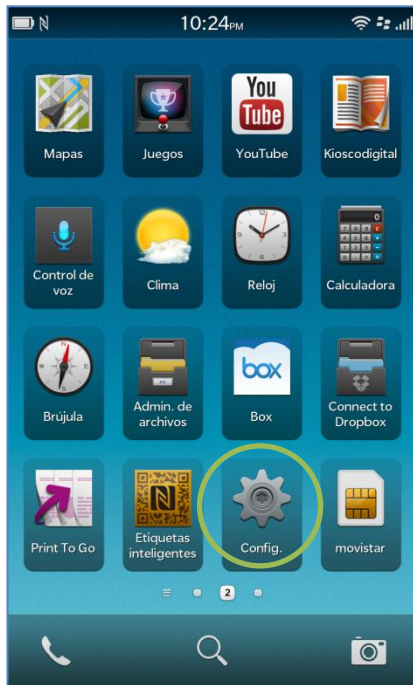 10:24PM
You
Tube
Mapas
Juegos
YouTube
Kioscodigital
0
Control de
voz
Clima
Reloj
Calculadora
box
Brújula
Admin. de
archivos
Box
Connect to
Dropbox
N
Print To Go
Etiquetas
inteligentes
Config.
movistar
2